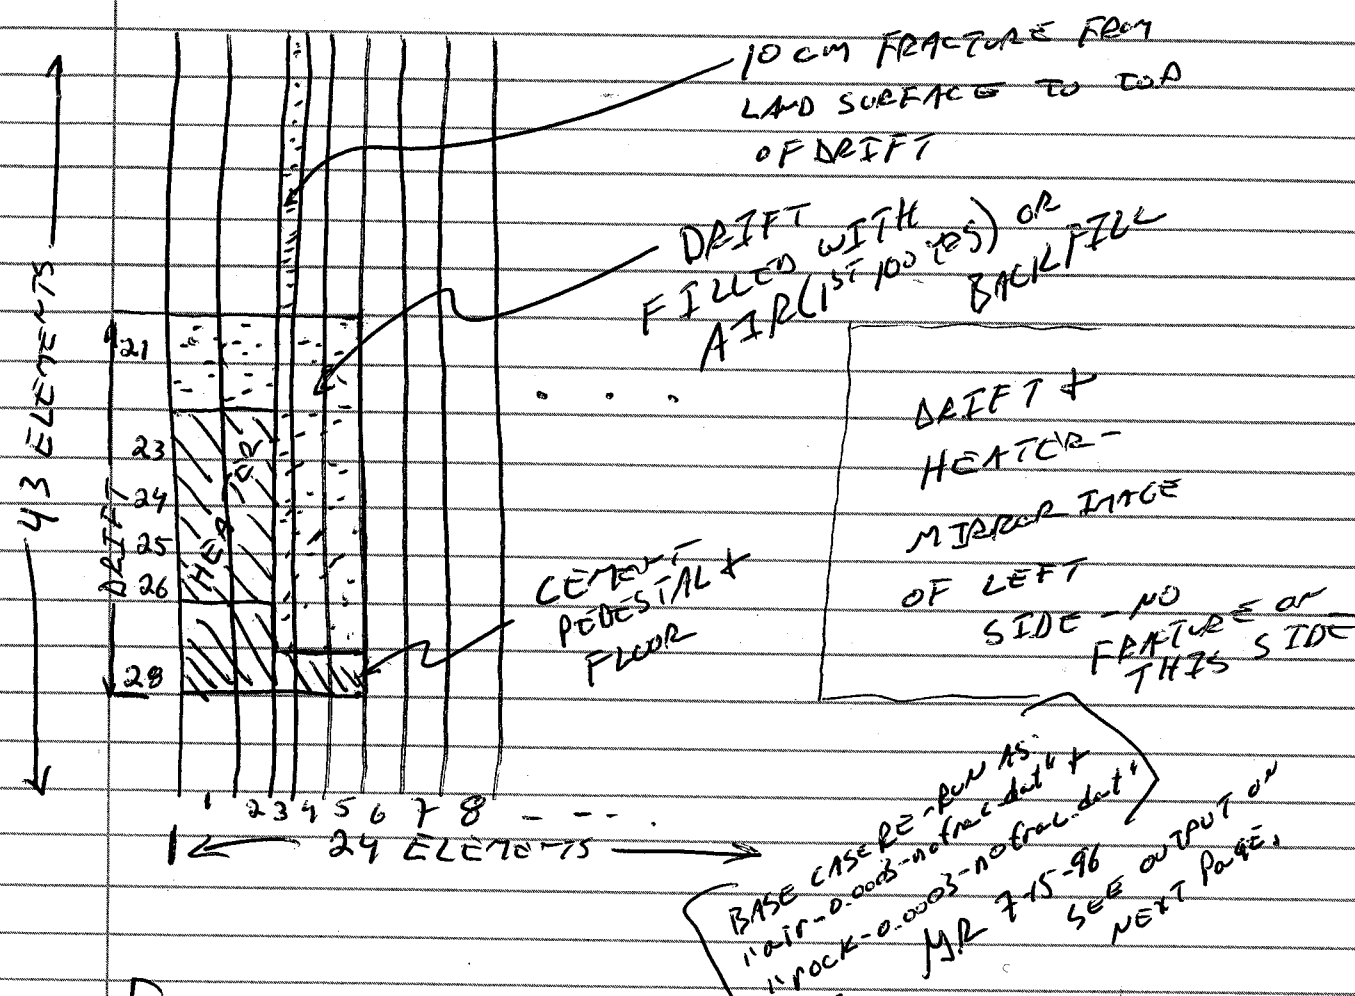 10 cm FRACTURE FROM
LAND SURFACE TO TOP
OF DRIFT
DRIFT
FILLED WITH
AIR (1ST 100 YRS) OR
BACKFILL
43 ELEMENTS
DRIFT
21
23
24
25
26
28
HEATER
. . .
CEMENT
PEDESTAL +
FLOOR
DRIFT +
HEATER -
MIRROR IMAGE
OF LEFT
SIDE - NO
FRATURE ON
THIS SIDE
1 2 3 4 5 6 7 8 - - - .
24 ELEMENTS
BASE CASE RE-RUN AS
"air-0.0003-nofrac.dat" +
"rock-0.0003-nofrac.dat"
MR 7-15-96
SEE OUTPUT ON
NEXT PAGE.